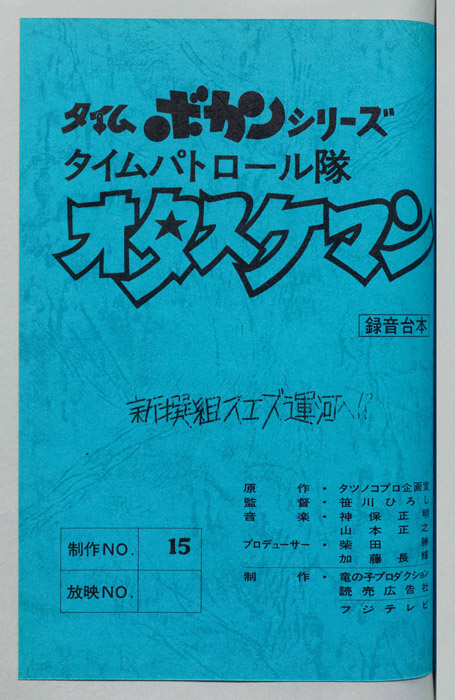 タイムボカンシリーズ
タイムパトロール隊
オタスケマン
録音台本
新撰組スエズ運河へ!?
原作・タツノコプロ企画室
監督・笹川ひろし
音楽・神保正明
山本正之
プロデューサー・柴田勝
加藤長輝
制作・竜の子プロダクション
読売広告社
フジテレビ
制作NO. 15
放映NO.